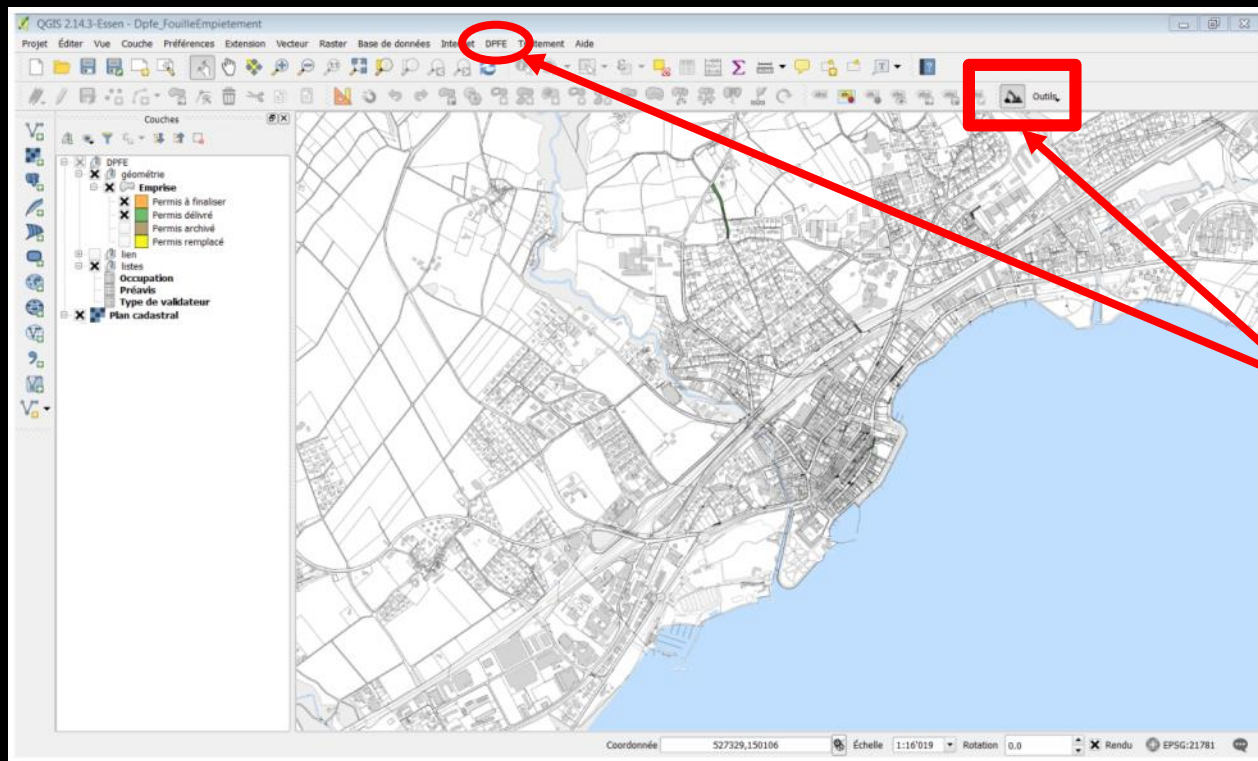 QGIS 2.14.3-Essen - Dpfe_FouilleEmpietement
Projet Éditer Vue Couche Préférences Extension Vecteur Raster Base de données Internet DPFE Traitement Aide
Outils
Couches
DPFE
géométrie
Emprise
Permis à finaliser
Permis délivré
Permis archivé
Permis remplacé
lien
listes
Occupation
Préavis
Type de validateur
Plan cadastral
Coordonnée 527329,150106 Échelle 1:16'019 Rotation 0.0 Rendu EPSG:21781